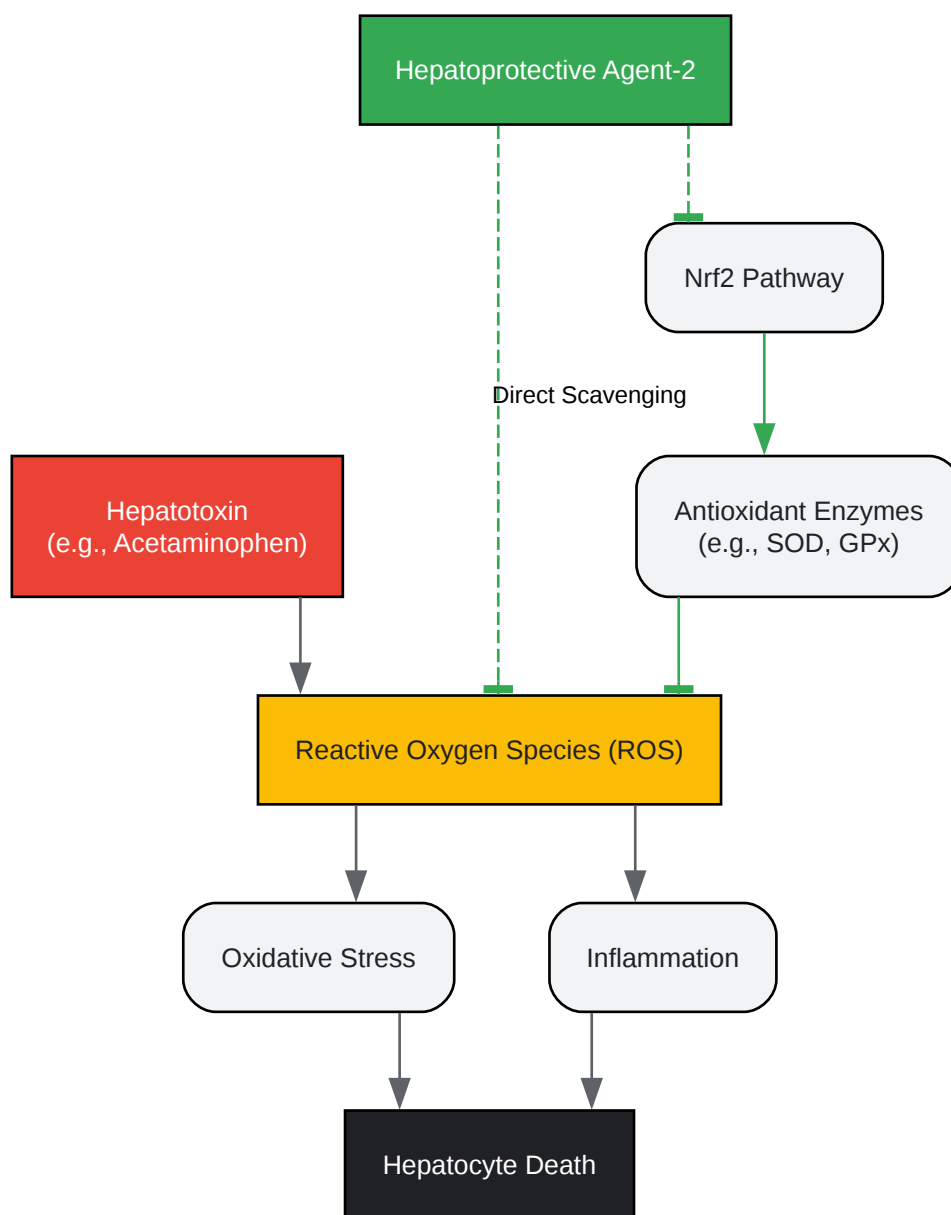 Hepatoprotective Agent-2
Nrf2 Pathway
Direct Scavenging
Hepatotoxin
(e.g., Acetaminophen)
Antioxidant Enzymes
(e.g., SOD, GPx)
Reactive Oxygen Species (ROS)
Oxidative Stress
Inflammation
Hepatocyte Death